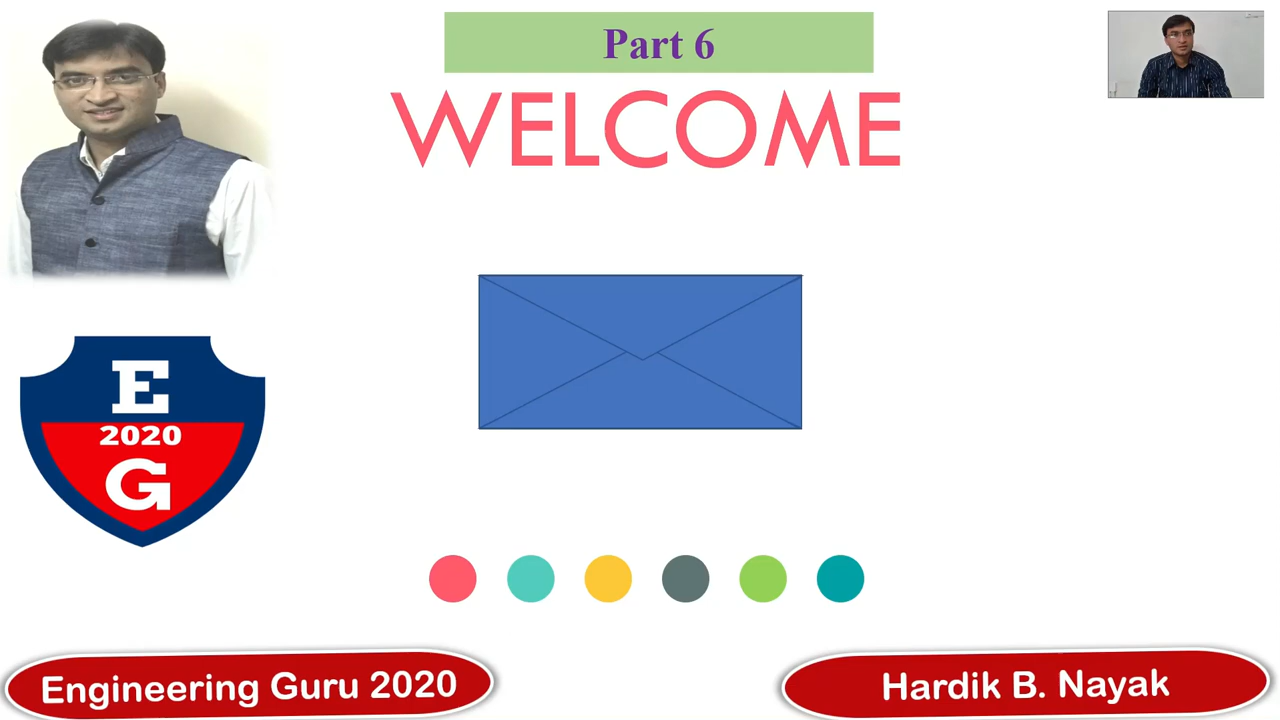 Part 6
WELCOME
E
2020
G
Engineering Guru 2020
Hardik B. Nayak